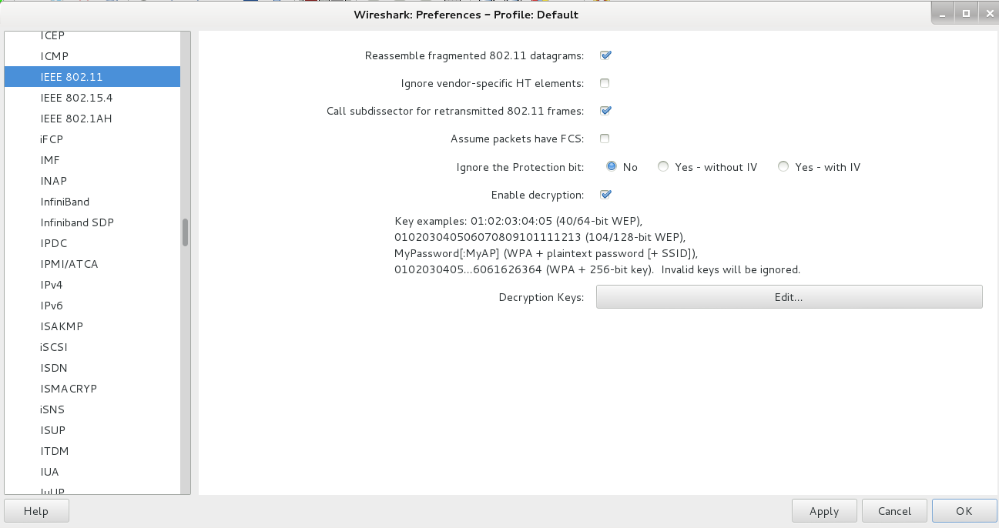 Wireshark: Preferences – Profile: Default
ICEP
ICMP
IEEE 802.11
IEEE 802.15.4
IEEE 802.1AH
iFCP
IMF
INAP
InfiniBand
Infiniband SDP
IPDC
IPMI/ATCA
IPv4
IPv6
ISAKMP
iSCSI
ISDN
ISMACRYP
iSNS
ISUP
ITDM
IUA
IuUP
Reassemble fragmented 802.11 datagrams:
Ignore vendor-specific HT elements:
Call subdissector for retransmitted 802.11 frames:
Assume packets have FCS:
Ignore the Protection bit: No Yes - without IV Yes - with IV
Enable decryption:
Key examples: 01:02:03:04:05 (40/64-bit WEP),
010203040506070809101111213 (104/128-bit WEP),
MyPassword[:MyAP] (WPA + plaintext password [+ SSID]),
0102030405...6061626364 (WPA + 256-bit key).  Invalid keys will be ignored.
Decryption Keys: Edit...
Help Apply Cancel OK